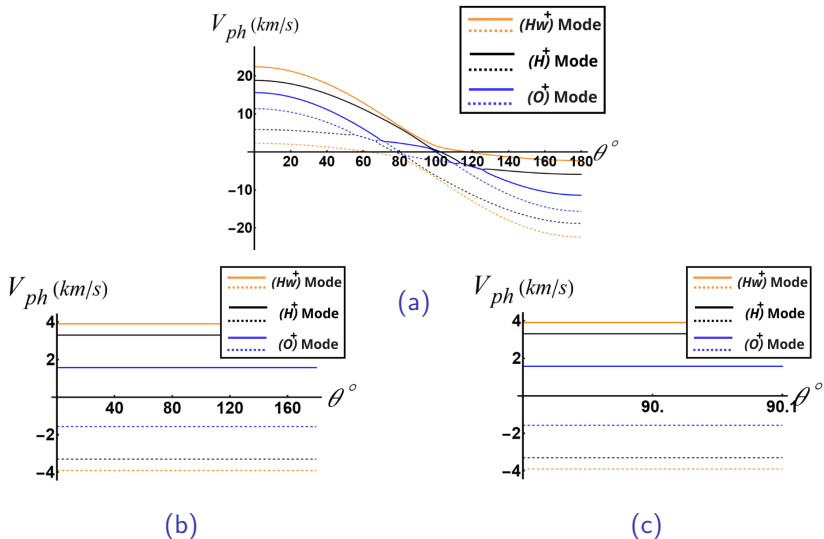 V_ph (km/s)
(Hw)⁺ Mode
(H)⁺ Mode
(O)⁺ Mode
20
10
-10
-20
20 40 60 80 100 120 140 160 180
θ°
(a)
V_ph (km/s)
(Hw)⁺ Mode
(H)⁺ Mode
(O)⁺ Mode
4
2
-2
-4
40 80 120 160
θ°
(b)
V_ph (km/s)
(Hw)⁺ Mode
(H)⁺ Mode
(O)⁺ Mode
4
2
-2
-4
90. 90.1
θ°
(c)